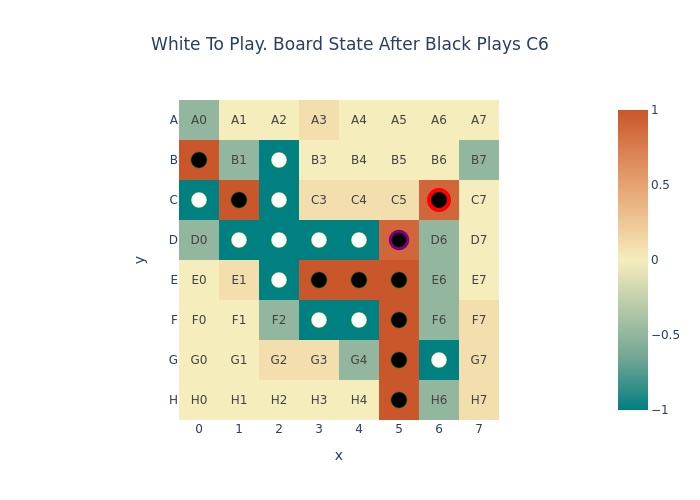 White To Play. Board State After Black Plays C6
A A0 A1 A2 A3 A4 A5 A6 A7
B B1 B3 B4 B5 B6 B7
C C3 C4 C5 C7
D D0 D6 D7
E E0 E1 E6 E7
F F0 F1 F2 F6 F7
G G0 G1 G2 G3 G4 G7
H H0 H1 H2 H3 H4 H6 H7
0 1 2 3 4 5 6 7
x
y
1
0.5
0
−0.5
−1